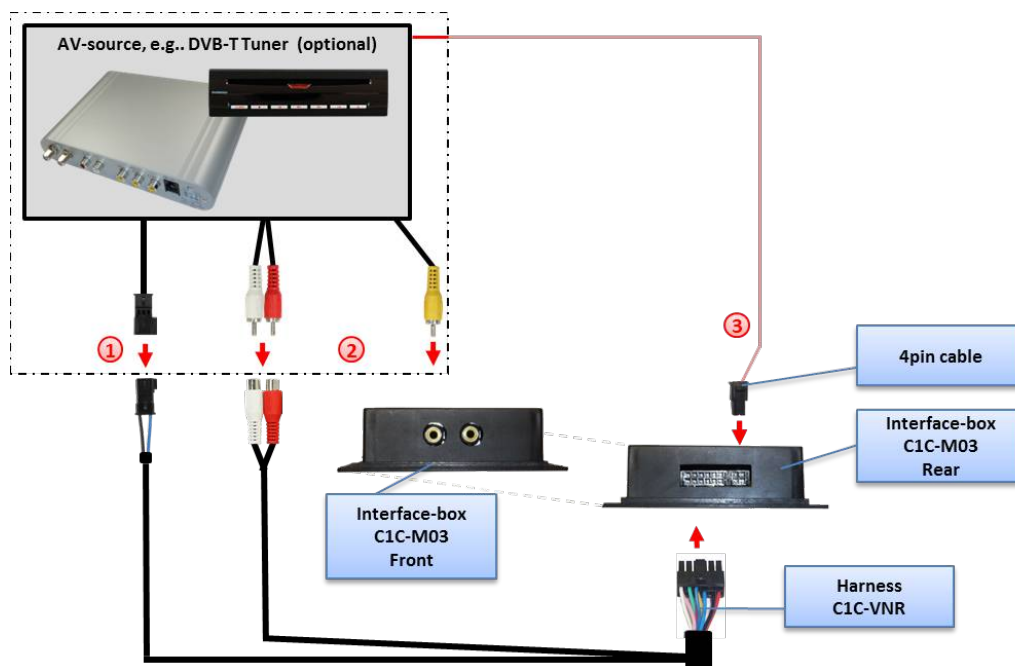 AV-source, e.g.. DVB-T Tuner (optional)
1
2
3
4pin cable
Interface-box
C1C-M03
Rear
Interface-box
C1C-M03
Front
Harness
C1C-VNR